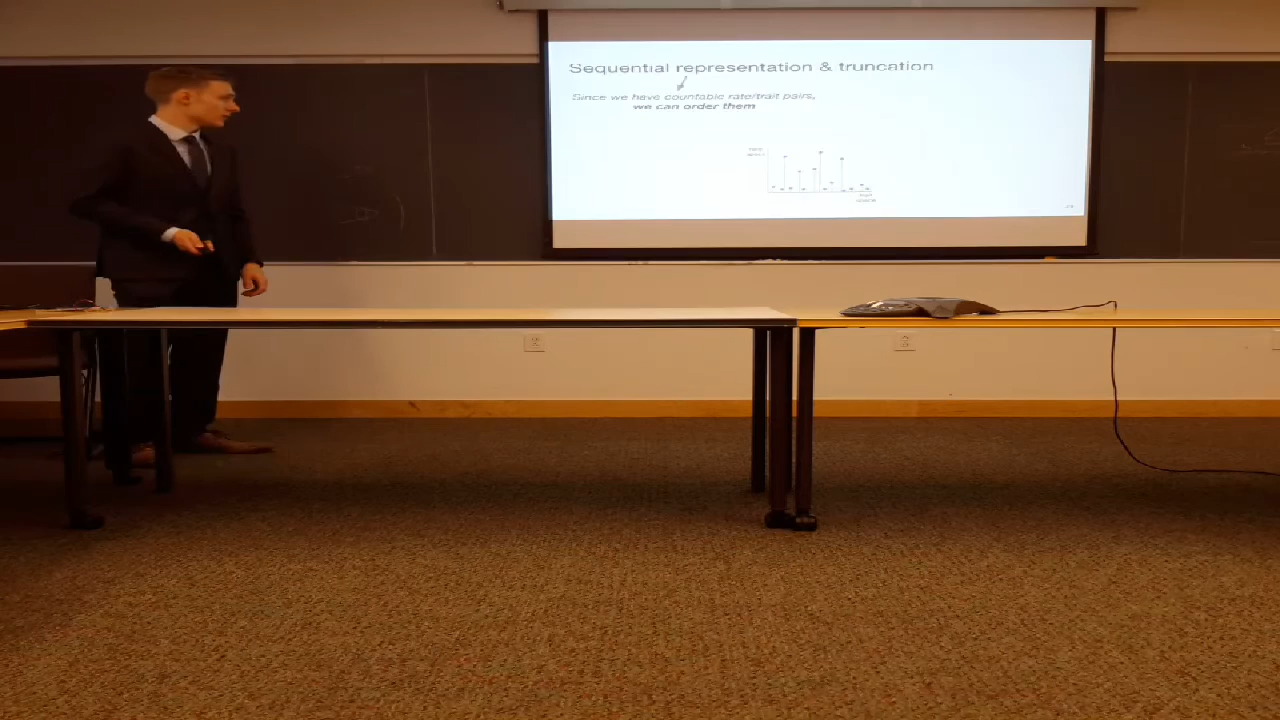 Sequential representation & truncation
Since we have countable rate/trait pairs,
we can order them